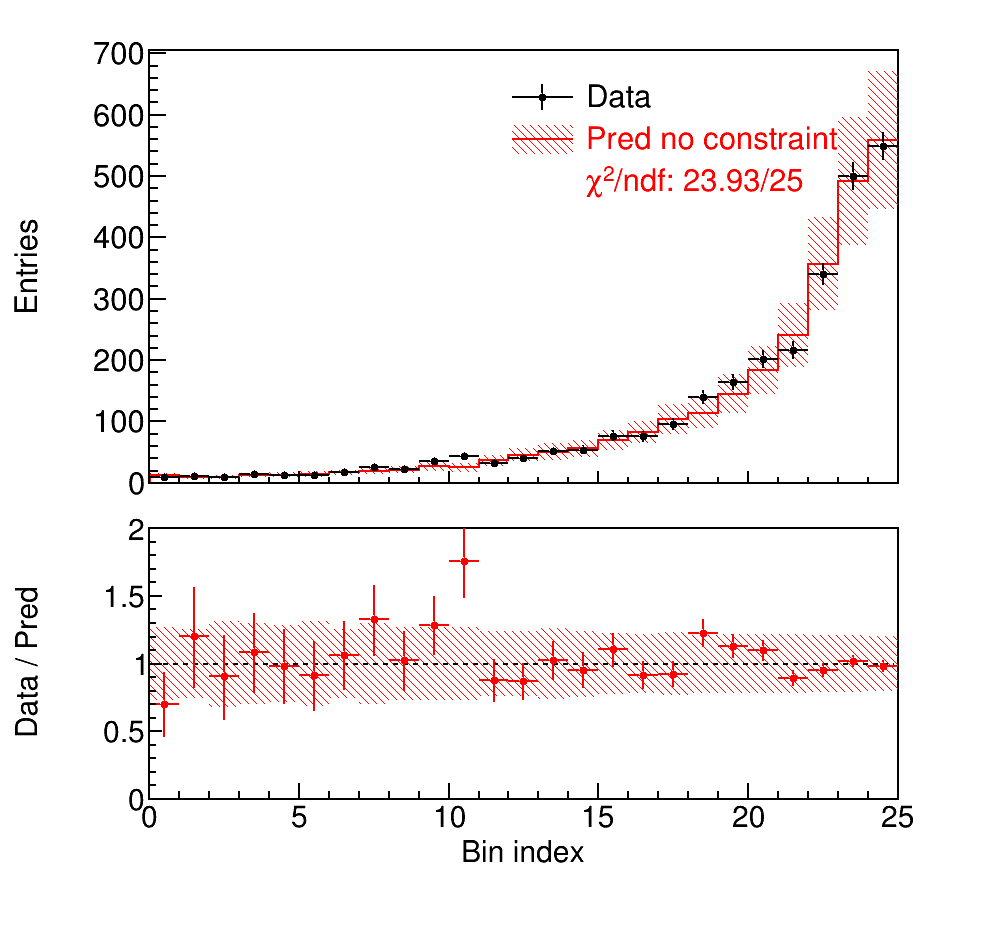 700
600
500
400
300
200
100
0
Entries
Data
Pred no constraint
χ²/ndf: 23.93/25
2
1.5
1
0.5
0
Data / Pred
0 5 10 15 20 25
Bin index